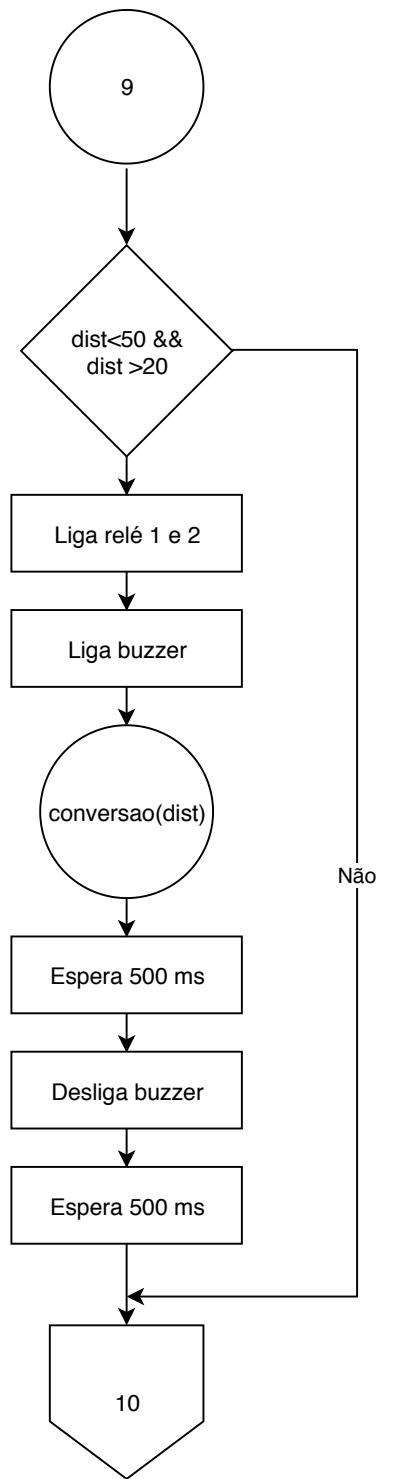 9
dist<50 &&
dist >20
Liga relé 1 e 2
Liga buzzer
conversao(dist)
Não
Espera 500 ms
Desliga buzzer
Espera 500 ms
10